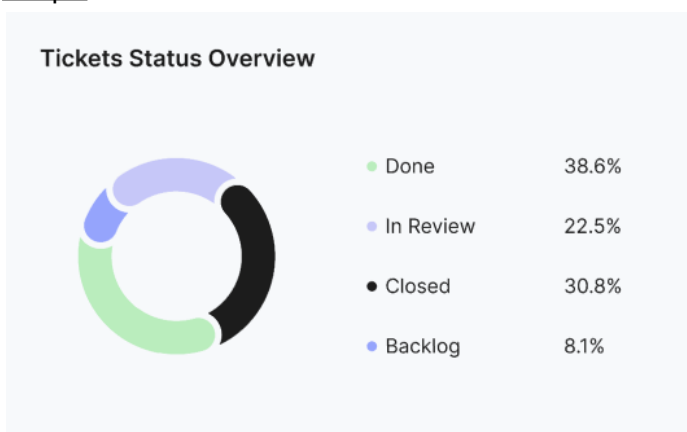 Tickets Status Overview
Done 38.6%
In Review 22.5%
Closed 30.8%
Backlog 8.1%